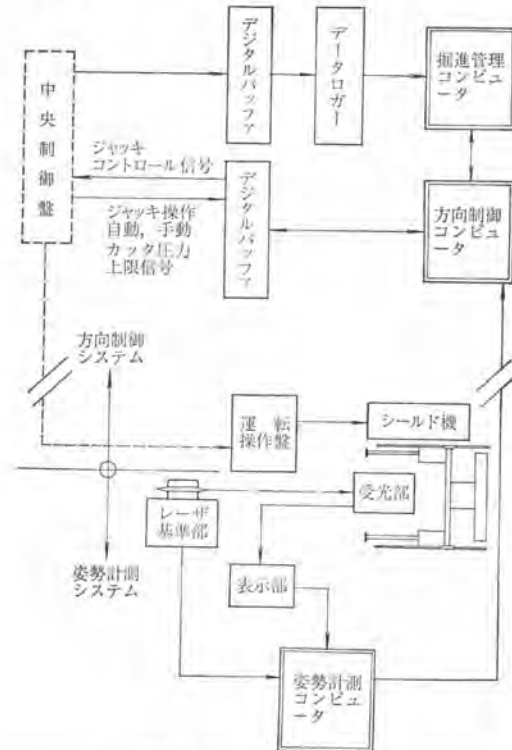 中央制御盤
デジタルバッファ
データロガー
掘進管理
コンピュ
ータ
ジャッキ
コントロール信号
ジャッキ操作
自動，手動
カッタ圧力
上限信号
デジタルバッファ
方向制御
コンピュ
ータ
方向制御
システム
運転
操作盤
シールド機
レーザ
基準部
受光部
姿勢計測
システム
表示部
姿勢計測
コンピュ
ータ